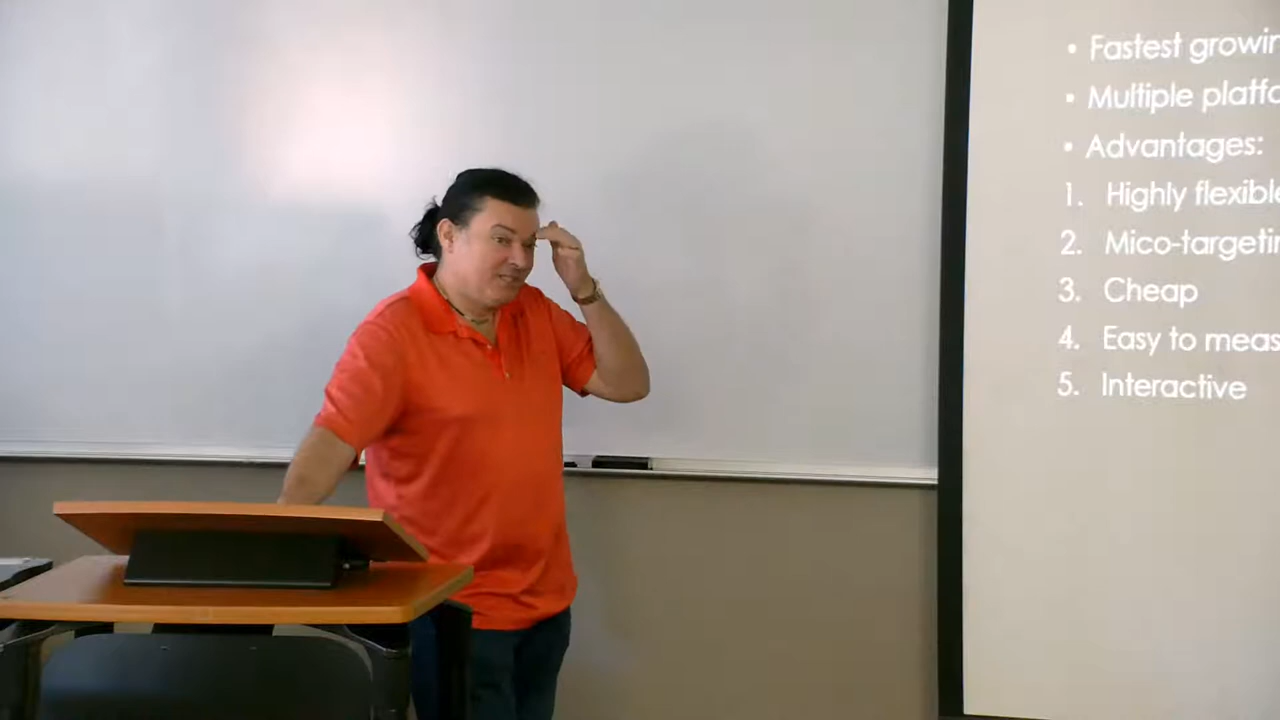 • Fastest growin
• Multiple platfo
• Advantages:
1. Highly flexible
2. Mico-targetin
3. Cheap
4. Easy to meas
5. Interactive